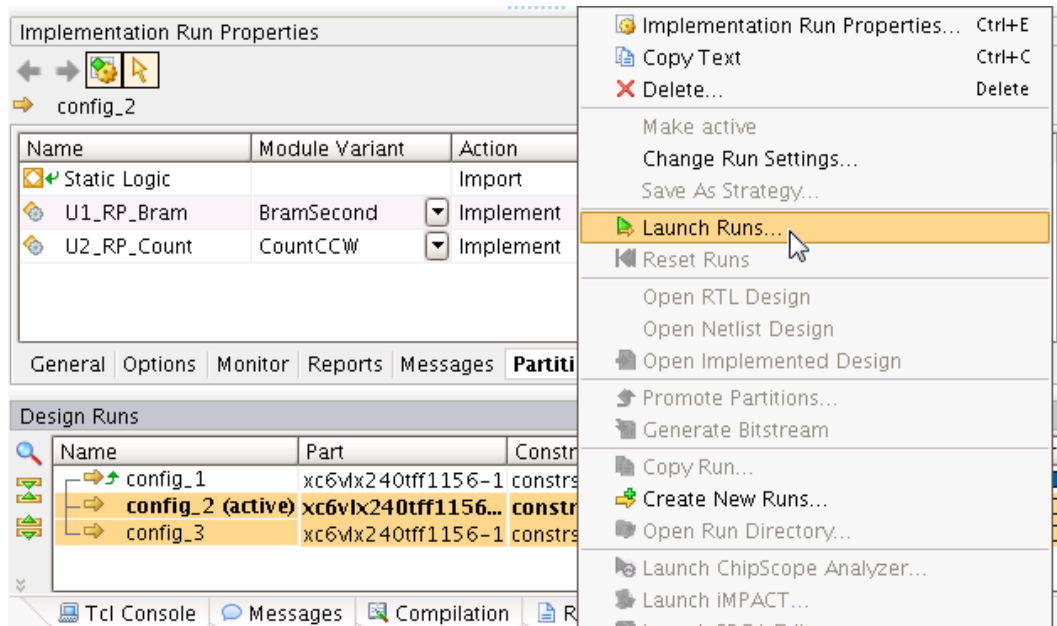 Implementation Run Properties
config_2
Name Module Variant Action
Static Logic Import
U1_RP_Bram BramSecond Implement
U2_RP_Count CountCCW Implement
General Options Monitor Reports Messages Partiti
Design Runs
Name Part Constr
config_1 xc6vlx240tff1156-1 constrs
config_2 (active) xc6vlx240tff1156... constr
config_3 xc6vlx240tff1156-1 constrs
Tcl Console Messages Compilation R
Implementation Run Properties... Ctrl+E
Copy Text Ctrl+C
Delete... Delete
Make active
Change Run Settings...
Save As Strategy...
Launch Runs...
Reset Runs
Open RTL Design
Open Netlist Design
Open Implemented Design
Promote Partitions...
Generate Bitstream
Copy Run...
Create New Runs...
Open Run Directory...
Launch ChipScope Analyzer...
Launch iMPACT...